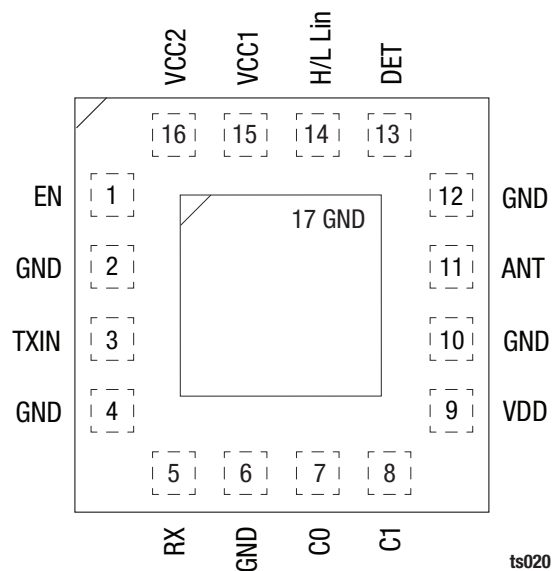 VCC2 VCC1 H/L Lin DET
16 15 14 13
EN 1 12 GND
17 GND
GND 2 11 ANT
TXIN 3 10 GND
GND 4 9 VDD
5 6 7 8
RX GND C0 C1
ts020